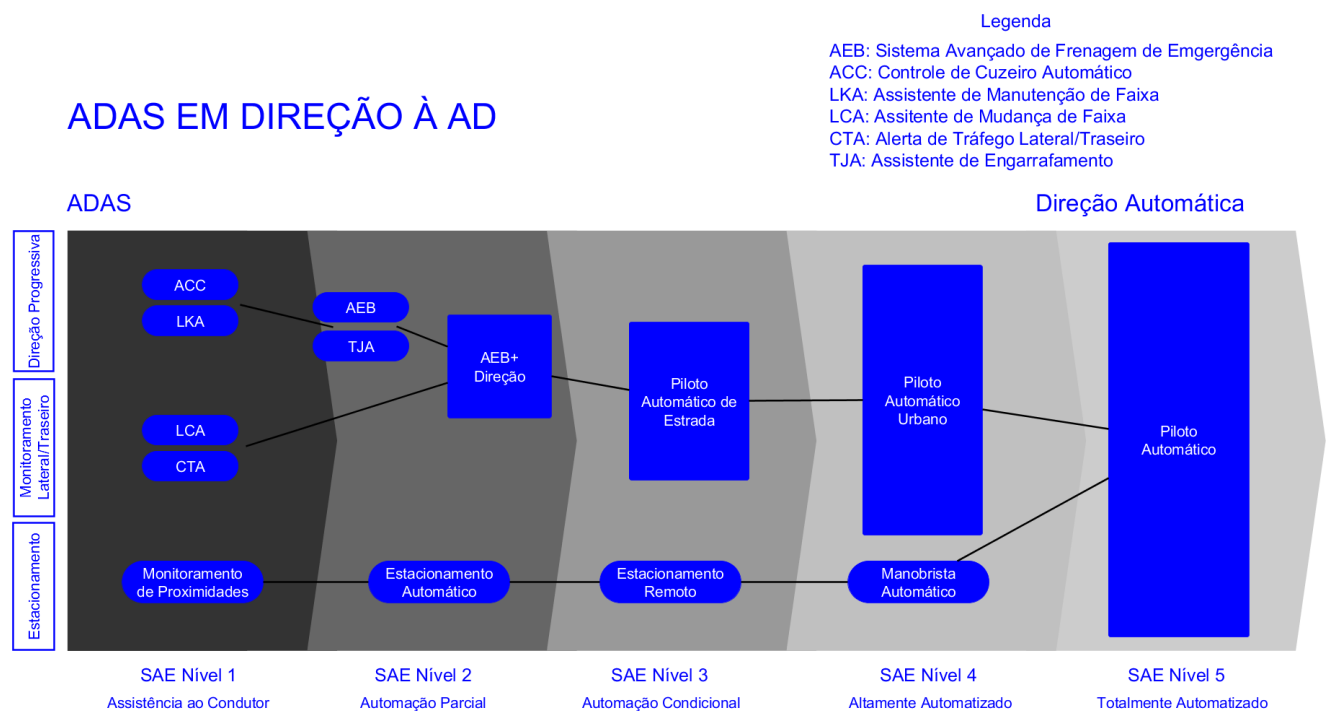 Legenda
AEB: Sistema Avançado de Frenagem de Emgergência
ACC: Controle de Cuzeiro Automático
LKA: Assistente de Manutenção de Faixa
LCA: Assitente de Mudança de Faixa
CTA: Alerta de Tráfego Lateral/Traseiro
TJA: Assistente de Engarrafamento
ADAS EM DIREÇÃO À AD
ADAS
Direção Automática
Direção Progressiva
Monitoramento
Lateral/Traseiro
Estacionamento
ACC
LKA
AEB
TJA
AEB+
Direção
LCA
CTA
Piloto
Automático de
Estrada
Piloto
Automático
Urbano
Piloto
Automático
Monitoramento
de Proximidades
Estacionamento
Automático
Estacionamento
Remoto
Manobrista
Automático
SAE Nível 1
Assistência ao Condutor
SAE Nível 2
Automação Parcial
SAE Nível 3
Automação Condicional
SAE Nível 4
Altamente Automatizado
SAE Nível 5
Totalmente Automatizado